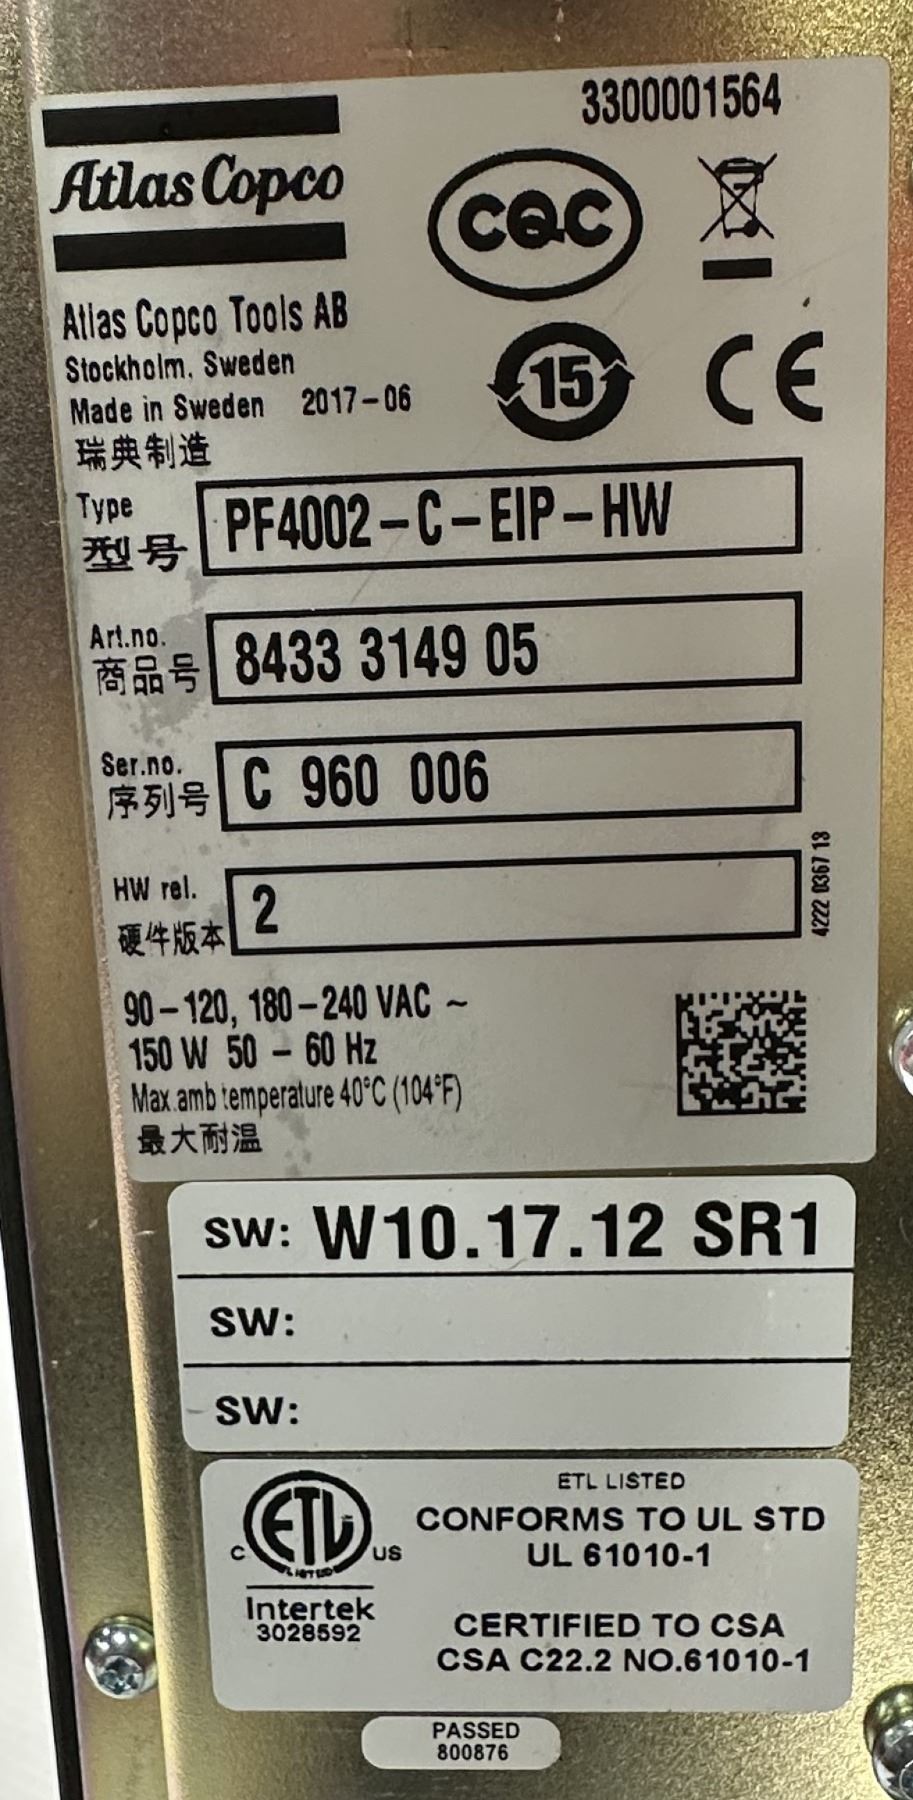 3300001564
Atlas Copco
CQC
Atlas Copco Tools AB
Stockholm, Sweden
Made in Sweden 2017-06
瑞典制造
15
CE
Type
型号
PF4002-C-EIP-HW
Art.no.
商品号
8433 3149 05
Ser.no.
序列号
C 960 006
HW rel.
硬件版本
2
4222 0367 13
90-120, 180-240 VAC ~
150 W 50 - 60 Hz
Max amb temperature 40°C (104°F)
最大耐温
SW: W10.17.12 SR1
SW:
SW:
ETL LISTED
CONFORMS TO UL STD
UL 61010-1
CERTIFIED TO CSA
CSA C22.2 NO.61010-1
ETL
LISTED
C US
Intertek
3028592
PASSED
800876